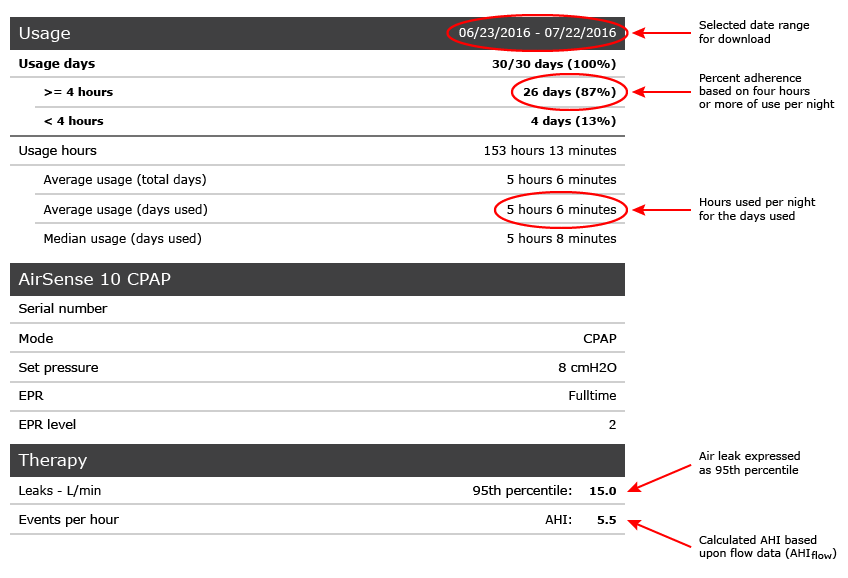 Usage 06/23/2016 - 07/22/2016
Selected date range
for download
Usage days 30/30 days (100%)
>= 4 hours 26 days (87%)
Percent adherence
based on four hours
or more of use per night
< 4 hours 4 days (13%)
Usage hours 153 hours 13 minutes
Average usage (total days) 5 hours 6 minutes
Average usage (days used) 5 hours 6 minutes
Hours used per night
for the days used
Median usage (days used) 5 hours 8 minutes
AirSense 10 CPAP
Serial number
Mode CPAP
Set pressure 8 cmH2O
EPR Fulltime
EPR level 2
Therapy
Air leak expressed
as 95th percentile
Leaks - L/min 95th percentile: 15.0
Events per hour AHI: 5.5
Calculated AHI based
upon flow data (AHIflow)